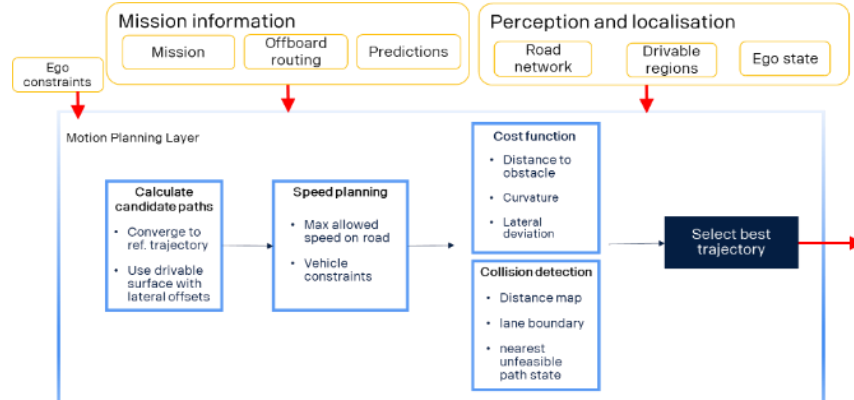 Mission information
Mission
Offboard
routing
Predictions
Perception and localisation
Road
network
Drivable
regions
Ego state
Ego
constraints
Motion Planning Layer
Calculate
candidate paths
• Converge to
ref. trajectory
• Use drivable
surface with
lateral offsets
Speed planning
• Max allowed
speed on road
• Vehicle
constraints
Cost function
• Distance to
obstacle
• Curvature
• Lateral
deviation
Collision detection
• Distance map
• lane boundary
• nearest
unfeasible
path state
Select best
trajectory